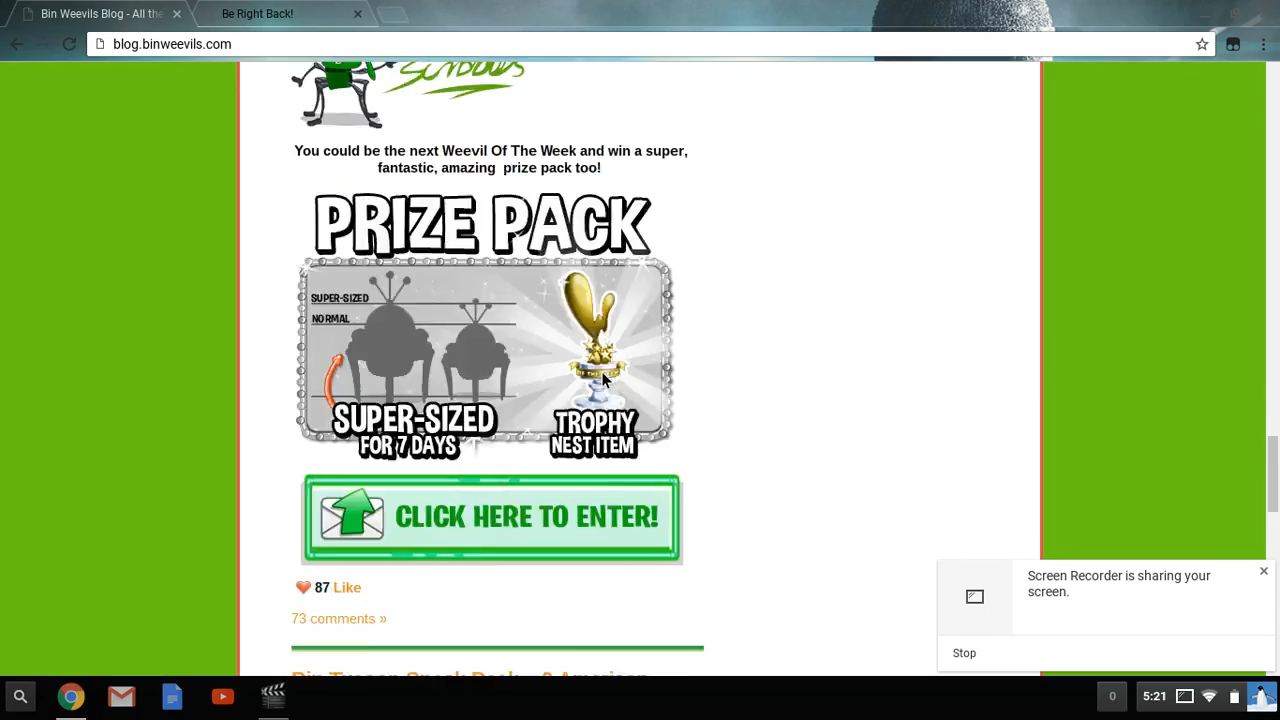 Bin Weevils Blog - All the
Be Right Back!
blog.binweevils.com
Scribbles
You could be the next Weevil Of The Week and win a super,
fantastic, amazing prize pack too!
PRIZE PACK
SUPER-SIZED
NORMAL
SUPER-SIZED
FOR 7 DAYS
TROPHY
NEST ITEM
CLICK HERE TO ENTER!
87 Like
73 comments »
Screen Recorder is sharing your
screen.
Stop
0
5:21